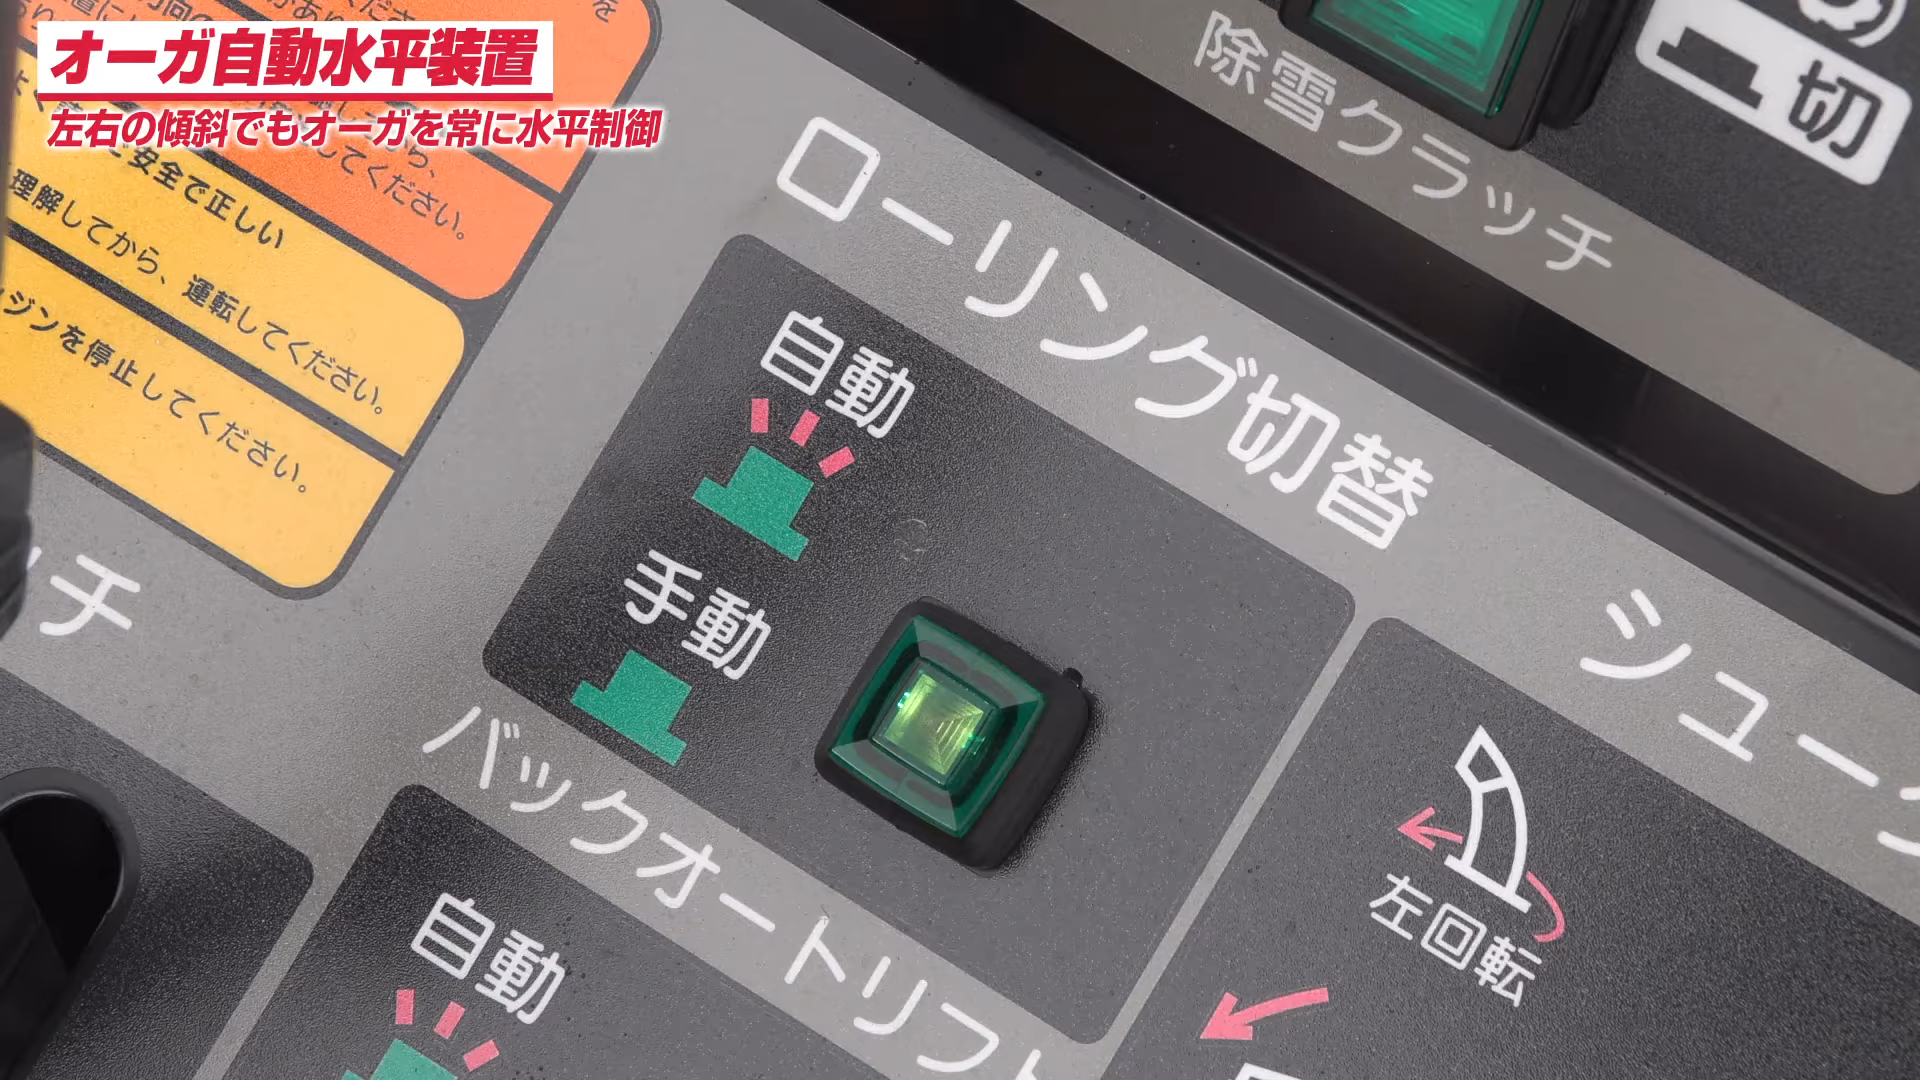 オーガ自動水平装置
左右の傾斜でもオーガを常に水平制御
してください。
安全で正しい
理解してから、運転してください。
ジンを停止してください。
除雪クラッチ
切
ローリング切替
自動
手動
チ
バックオートリフト
自動
シュー
左回転